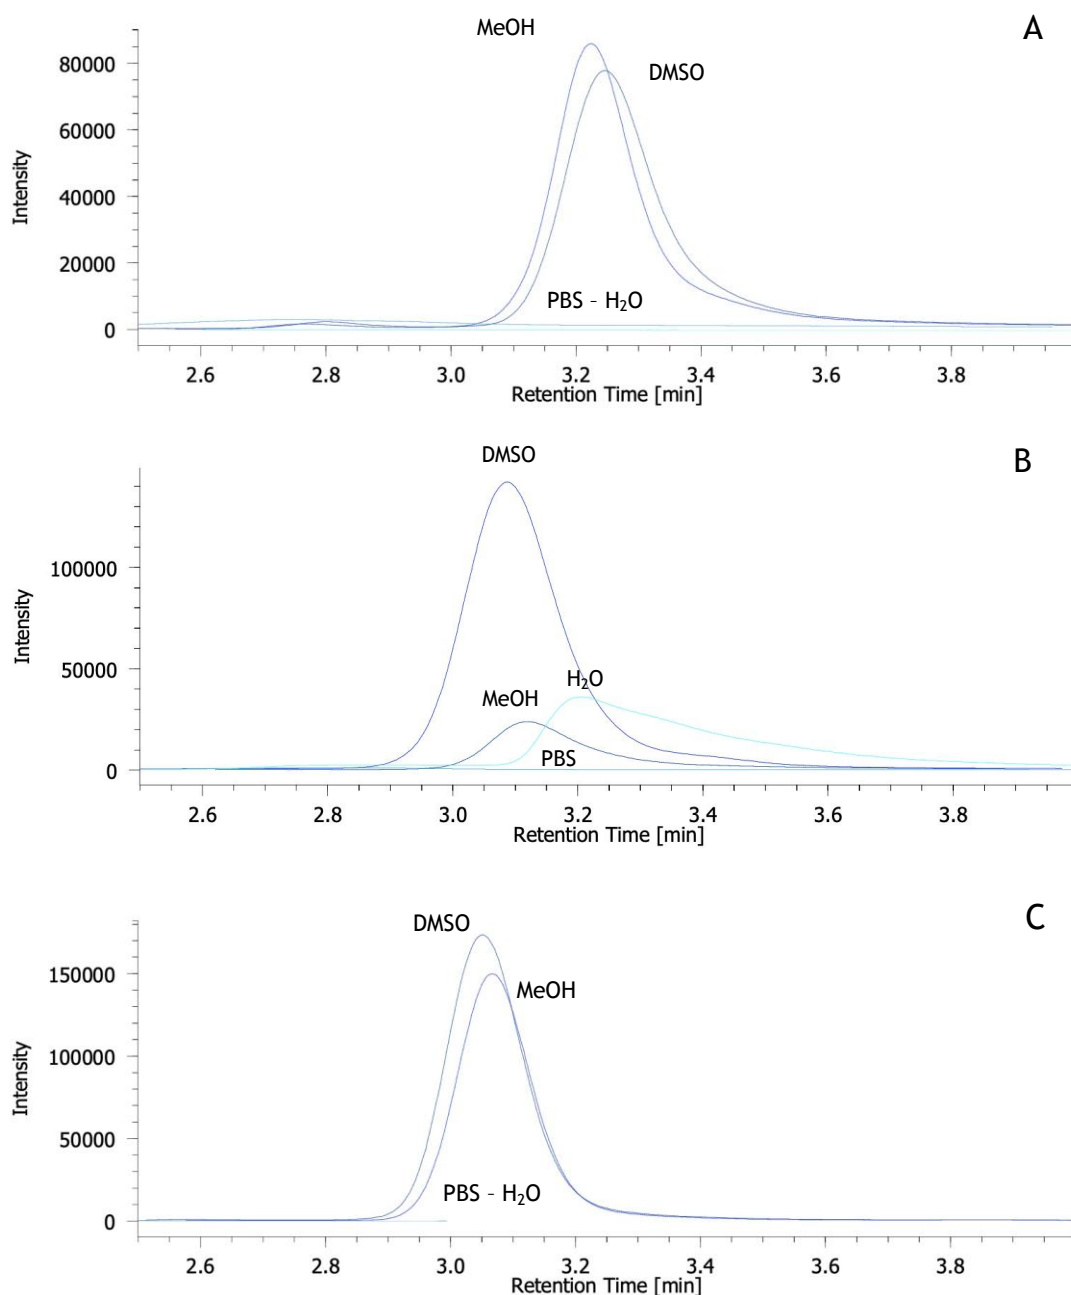 MeOH
A
DMSO
80000
60000
40000
20000
0
Intensity
PBS – H₂O
2.6 2.8 3.0 3.2 3.4 3.6 3.8
Retention Time [min]
DMSO
B
100000
50000
0
Intensity
H₂O
MeOH
PBS
2.6 2.8 3.0 3.2 3.4 3.6 3.8
Retention Time [min]
DMSO
C
MeOH
150000
100000
50000
0
Intensity
PBS – H₂O
2.6 2.8 3.0 3.2 3.4 3.6 3.8
Retention Time [min]